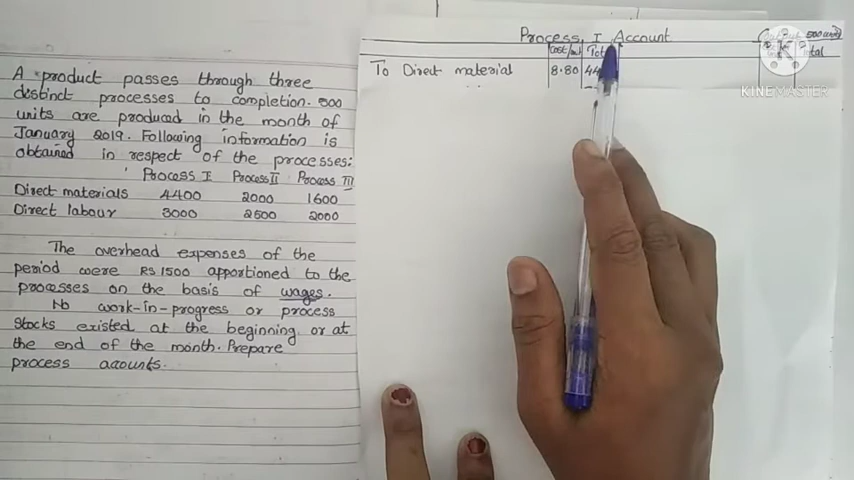 A product passes through three
distinct processes to completion. 500
units are produced in the month of
January 2019. Following information is
obtained in respect of the processes:
Process I Process II Process III
Direct materials 4400 2000 1600
Direct labour 3000 2500 2000
The overhead expenses of the
period were RS 1500 apportioned to the
processes on the basis of wages.
No work-in-progress or process
stocks existed at the beginning or at
the end of the month. Prepare
process accounts.
Process I Account
(Output 500 units)
Cost/unit
To Direct material 8.80
KINEMASTER